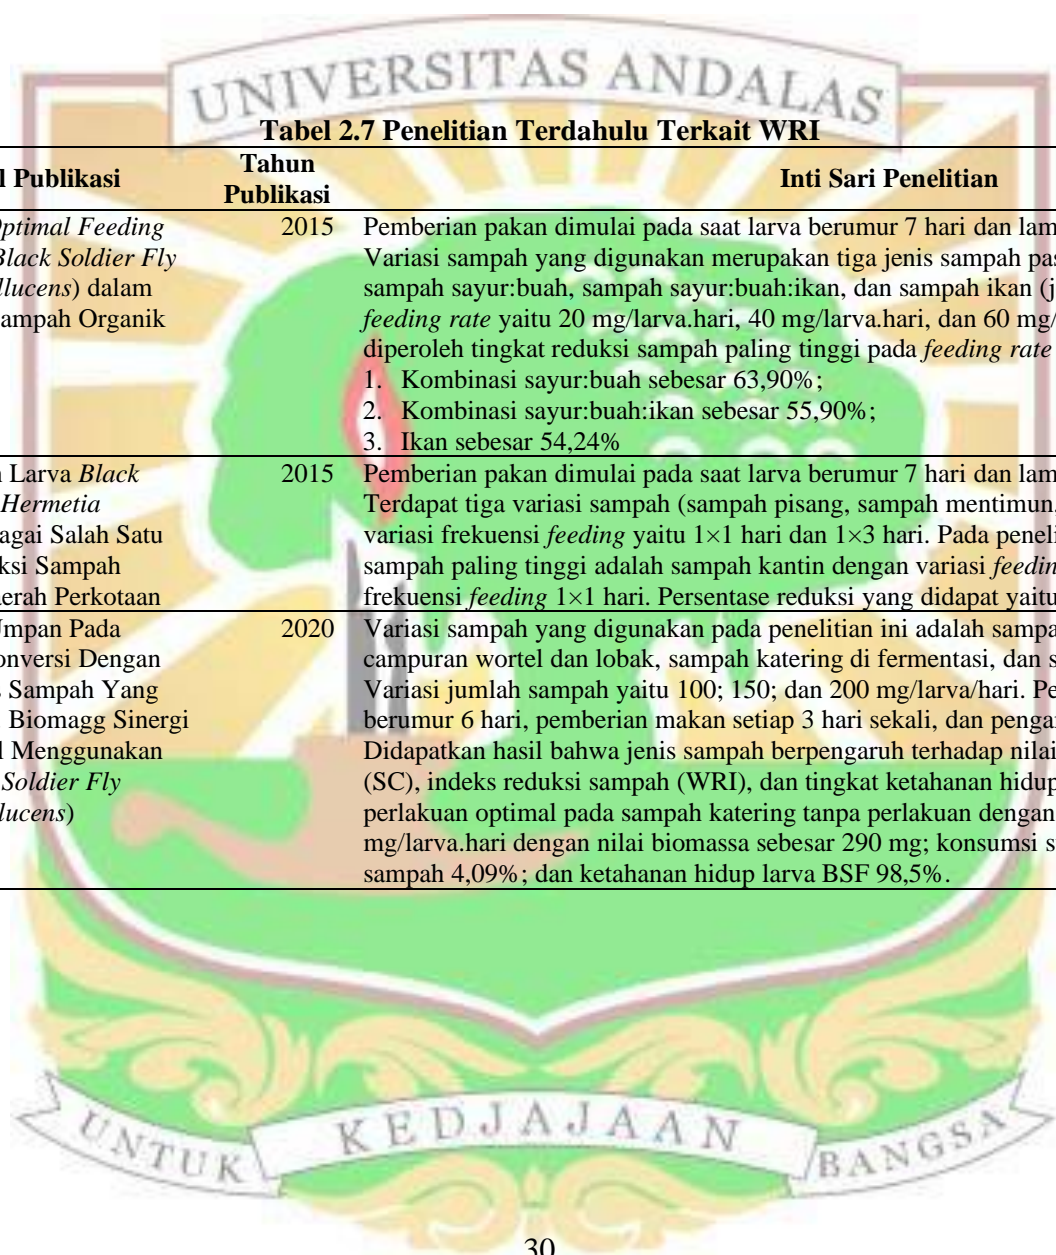 UNIVERSITAS ANDALAS
Tabel 2.7 Penelitian Terdahulu Terkait WRI
l Publikasi
Tahun
Publikasi
Inti Sari Penelitian
Optimal Feeding
Black Soldier Fly
llucens) dalam
ampah Organik
2015
Pemberian pakan dimulai pada saat larva berumur 7 hari dan lam
Variasi sampah yang digunakan merupakan tiga jenis sampah pas
sampah sayur:buah, sampah sayur:buah:ikan, dan sampah ikan (j
feeding rate yaitu 20 mg/larva.hari, 40 mg/larva.hari, dan 60 mg/
diperoleh tingkat reduksi sampah paling tinggi pada feeding rate
1. Kombinasi sayur:buah sebesar 63,90%;
2. Kombinasi sayur:buah:ikan sebesar 55,90%;
3. Ikan sebesar 54,24%
n Larva Black
Hermetia
agai Salah Satu
ksi Sampah
aerah Perkotaan
2015
Pemberian pakan dimulai pada saat larva berumur 7 hari dan lam
Terdapat tiga variasi sampah (sampah pisang, sampah mentimun,
variasi frekuensi feeding yaitu 1×1 hari dan 1×3 hari. Pada peneli
sampah paling tinggi adalah sampah kantin dengan variasi feedin
frekuensi feeding 1×1 hari. Persentase reduksi yang didapat yaitu
Umpan Pada
onversi Dengan
s Sampah Yang
Biomagg Sinergi
l Menggunakan
Soldier Fly
lucens)
2020
Variasi sampah yang digunakan pada penelitian ini adalah sampa
campuran wortel dan lobak, sampah katering di fermentasi, dan s
Variasi jumlah sampah yaitu 100; 150; dan 200 mg/larva/hari. Pe
berumur 6 hari, pemberian makan setiap 3 hari sekali, dan pengam
Didapatkan hasil bahwa jenis sampah berpengaruh terhadap nilai
(SC), indeks reduksi sampah (WRI), dan tingkat ketahanan hidup
perlakuan optimal pada sampah katering tanpa perlakuan dengan
mg/larva.hari dengan nilai biomassa sebesar 290 mg; konsumsi s
sampah 4,09%; dan ketahanan hidup larva BSF 98,5%.
UNTUK KEDJAJAAN BANGSA
30